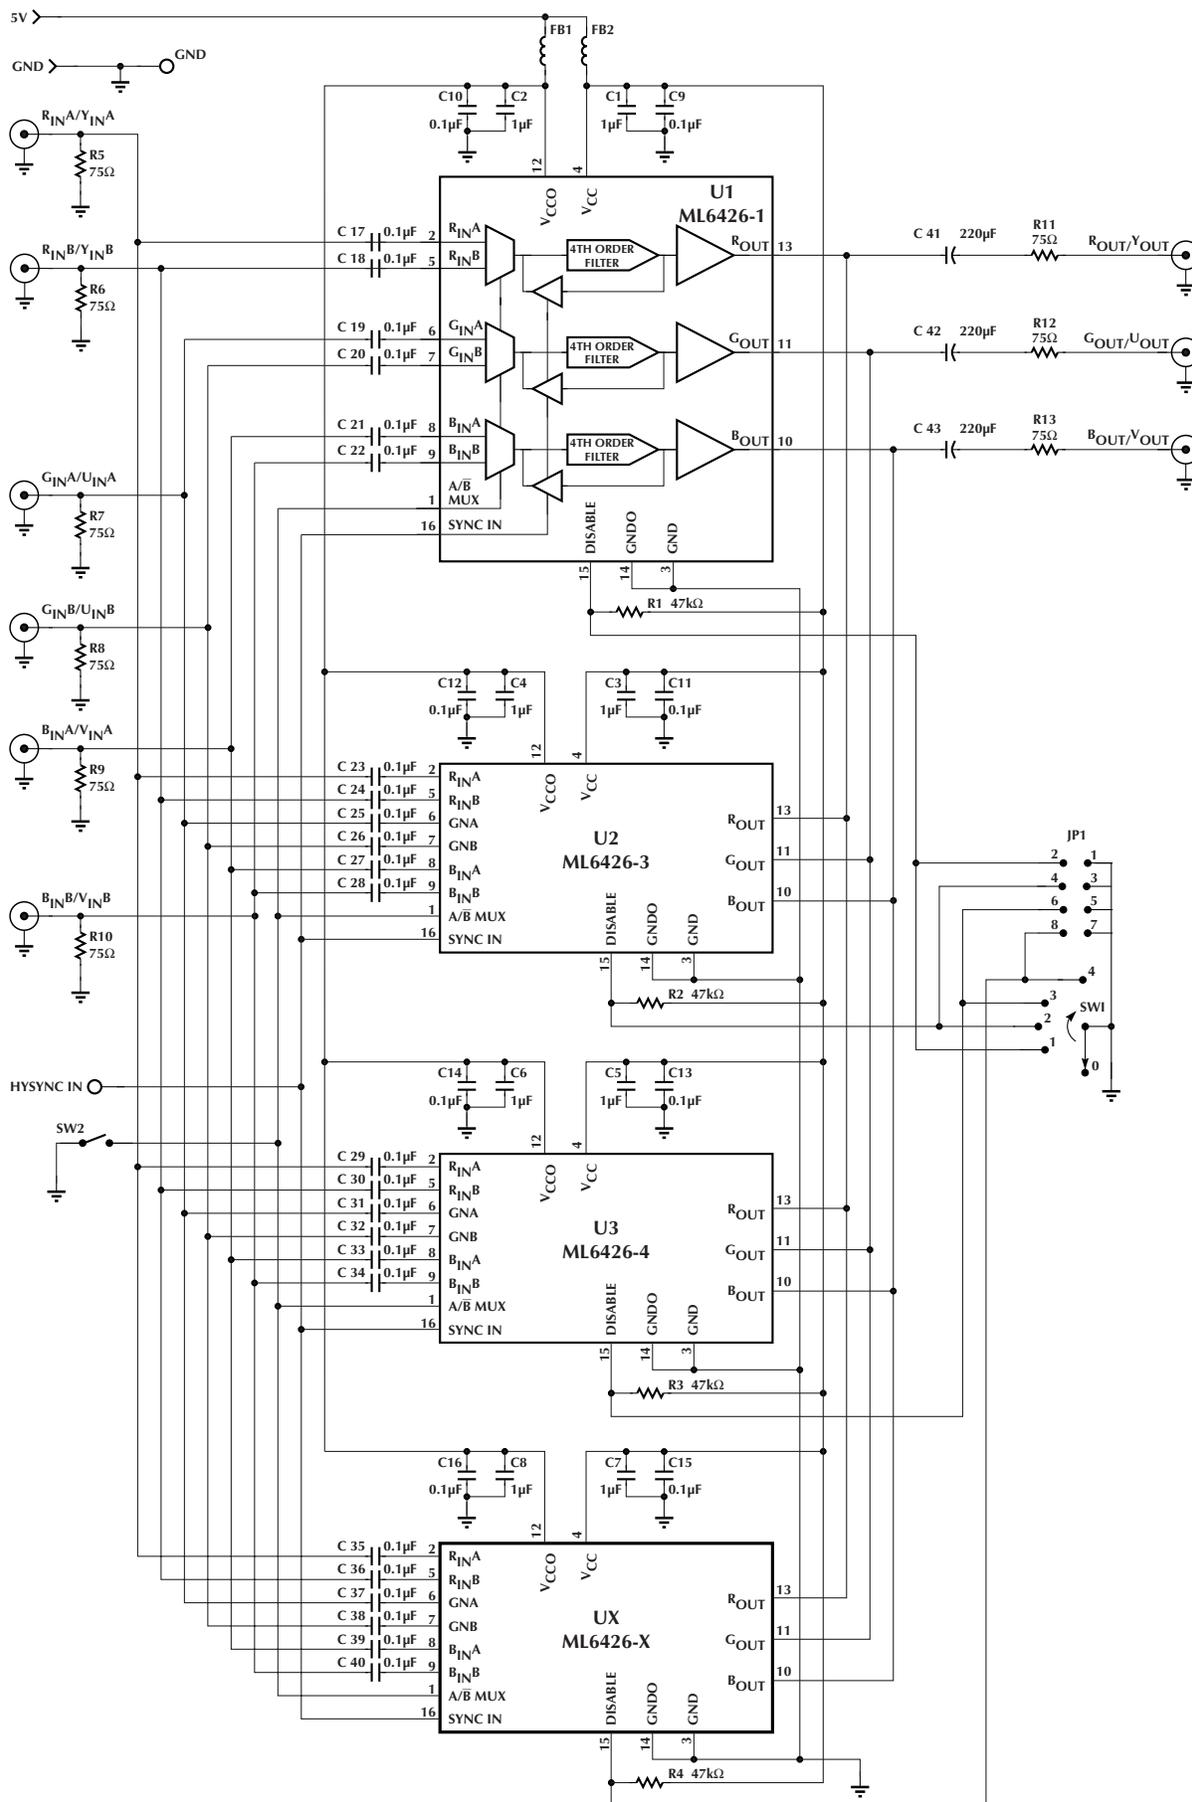 5V
FB1 FB2
GND GND
C10 C2 C1 C9
0.1µF 1µF 1µF 0.1µF
RINA/YINA
R5
75Ω
12 4
VCCO VCC
U1
ML6426-1
RINB/YINB
R6
75Ω
C 17 0.1µF 2 RINA
C 18 0.1µF 5 RINB
4TH ORDER
FILTER
ROUT 13
C 41 220µF R11
75Ω
ROUT/YOUT
C 19 0.1µF 6 GINA
C 20 0.1µF 7 GINB
4TH ORDER
FILTER
GOUT 11
C 42 220µF R12
75Ω
GOUT/UOUT
C 21 0.1µF 8 BINA
C 22 0.1µF 9 BINB
4TH ORDER
FILTER
BOUT 10
C 43 220µF R13
75Ω
BOUT/VOUT
GINA/UINA
R7
75Ω
A/B̅
1 MUX
16 SYNC IN
DISABLE GNDO GND
15 14 3
R1 47kΩ
GINB/UINB
R8
75Ω
C12 C4 C3 C11
0.1µF 1µF 1µF 0.1µF
12 4
VCCO VCC
BINA/VINA
R9
75Ω
C 23 0.1µF 2 RINA
C 24 0.1µF 5 RINB
C 25 0.1µF 6 GNA
C 26 0.1µF 7 GNB
C 27 0.1µF 8 BINA
C 28 0.1µF 9 BINB
1 A/B̅ MUX
16 SYNC IN
U2
ML6426-3
ROUT 13
GOUT 11
BOUT 10
DISABLE GNDO GND
15 14 3
R2 47kΩ
BINB/VINB
R10
75Ω
JP1
2 1
4 3
6 5
8 7
4
3
2
1
SWI
0
HYSYNC IN
SW2
C14 C6 C5 C13
0.1µF 1µF 1µF 0.1µF
12 4
VCCO VCC
C 29 0.1µF 2 RINA
C 30 0.1µF 5 RINB
C 31 0.1µF 6 GNA
C 32 0.1µF 7 GNB
C 33 0.1µF 8 BINA
C 34 0.1µF 9 BINB
1 A/B̅ MUX
16 SYNC IN
U3
ML6426-4
ROUT 13
GOUT 11
BOUT 10
DISABLE GNDO GND
15 14 3
R3 47kΩ
C16 C8 C7 C15
0.1µF 1µF 1µF 0.1µF
12 4
VCCO VCC
C 35 0.1µF 2 RINA
C 36 0.1µF 5 RINB
C 37 0.1µF 6 GNA
C 38 0.1µF 7 GNB
C 39 0.1µF 8 BINA
C 40 0.1µF 9 BINB
1 A/B̅ MUX
16 SYNC IN
UX
ML6426-X
ROUT 13
GOUT 11
BOUT 10
DISABLE GNDO GND
15 14 3
R4 47kΩ